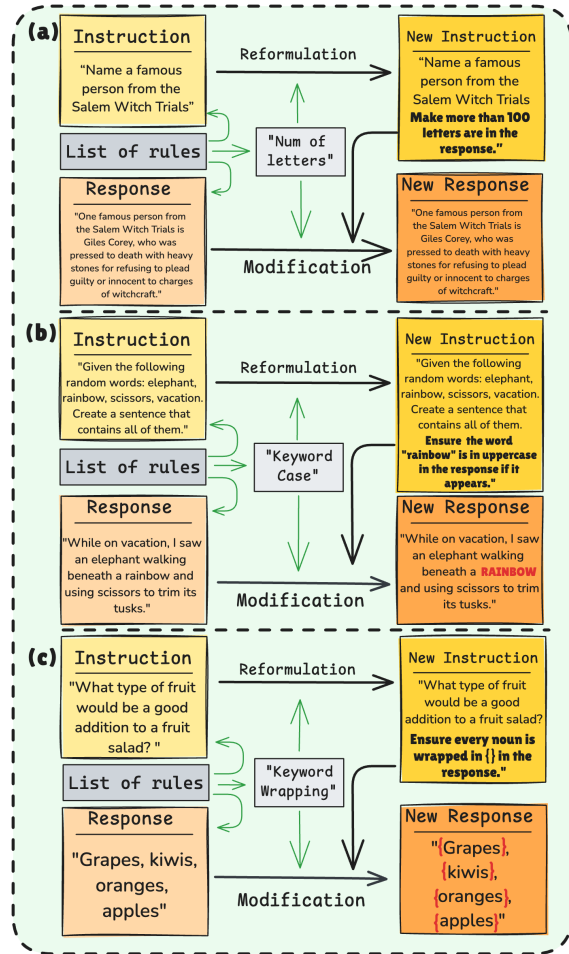 (a)
Instruction
“Name a famous
person from the
Salem Witch Trials”
List of rules
Response
"One famous person from
the Salem Witch Trials is
Giles Corey, who was
pressed to death with heavy
stones for refusing to plead
guilty or innocent to charges
of witchcraft."
Reformulation
"Num of
letters"
Modification
New Instruction
“Name a famous
person from the
Salem Witch Trials
Make more than 100
letters are in the
response.”
New Response
"One famous person from
the Salem Witch Trials is
Giles Corey, who was
pressed to death with heavy
stones for refusing to plead
guilty or innocent to charges
of witchcraft."
(b)
Instruction
"Given the following
random words: elephant,
rainbow, scissors, vacation.
Create a sentence that
contains all of them."
List of rules
Response
"While on vacation, I saw
an elephant walking
beneath a rainbow and
using scissors to trim its
tusks."
Reformulation
"Keyword
Case"
Modification
New Instruction
"Given the following
random words: elephant,
rainbow, scissors, vacation.
Create a sentence that
contains all of them.
Ensure the word
"rainbow" is in uppercase
in the response if it
appears."
New Response
"While on vacation, I saw
an elephant walking
beneath a RAINBOW
and using scissors to trim
its tusks."
(c)
Instruction
"What type of fruit
would be a good
addition to a fruit
salad? "
List of rules
Response
"Grapes, kiwis,
oranges,
apples"
Reformulation
"Keyword
Wrapping"
Modification
New Instruction
"What type of fruit
would be a good
addition to a fruit salad?
Ensure every noun is
wrapped in {} in the
response."
New Response
"{Grapes},
{kiwis},
{oranges},
{apples}"